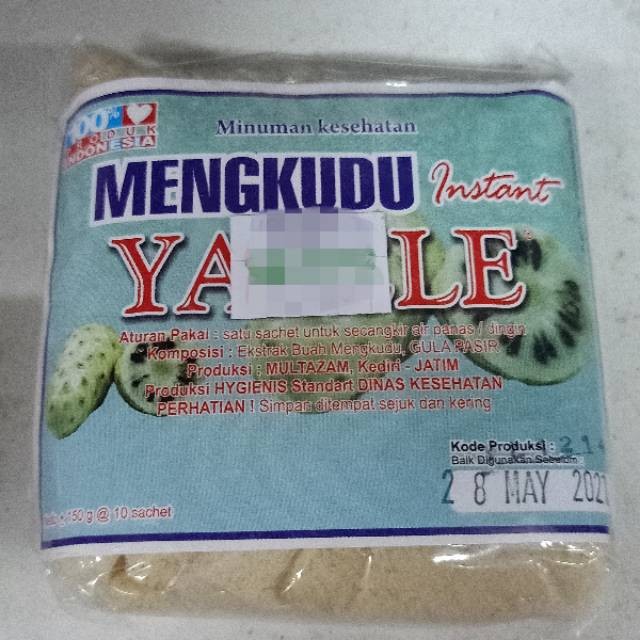 100%
PRODUK
INDONESIA
Minuman kesehatan
MENGKUDU Instant
Aturan Pakai : satu sachet untuk secangkir air panas / dingin
Komposisi : Ekstrak Buah Mengkudu, GULA PASIR
Produksi : MULTAZAM, Kediri - JATIM
Produksi HYGIENIS Standart DINAS KESEHATAN
PERHATIAN ! Simpan ditempat sejuk dan kering
Kode Produksi :
Baik Digunakan Sebelum :
28 MAY 202
150 g @ 10 sachet